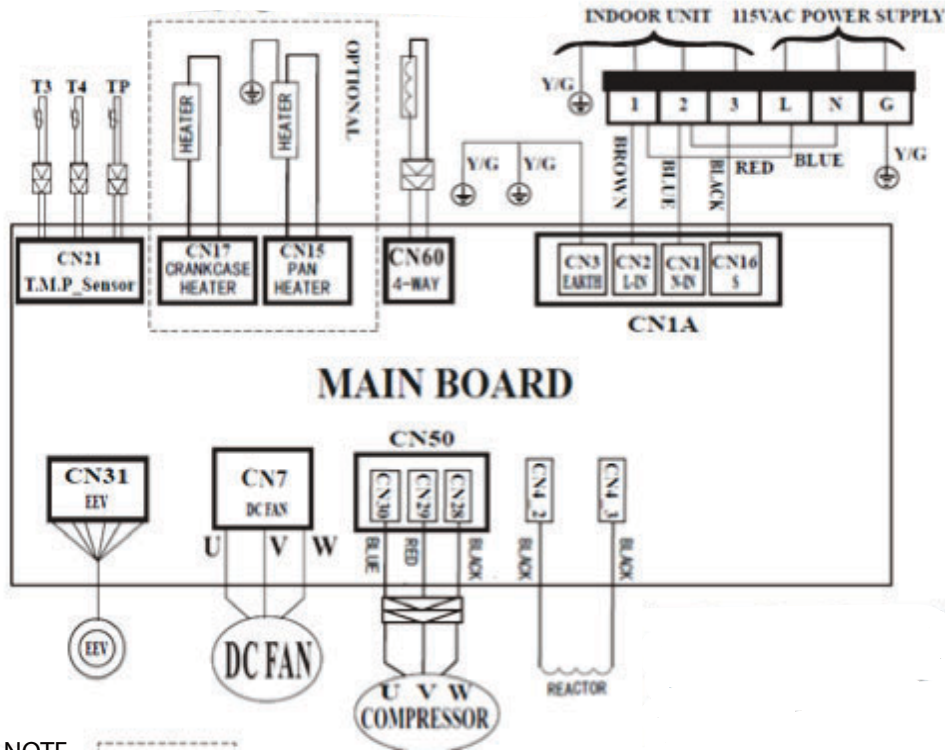 INDOOR UNIT 115VAC POWER SUPPLY
T3 T4 TP
HEATER
HEATER
OPTIONAL
Y/G
1 2 3 L N G
Y/G Y/G
BROWN
BLUE
BLACK
RED
BLUE
Y/G
CN21
T.M.P_Sensor
CN17
CRANKCASE
HEATER
CN15
PAN
HEATER
CN60
4-WAY
CN3
EARTH
CN2
L-IN
CN1
N-IN
CN16
S
CN1A
MAIN BOARD
CN31
EEV
CN7
DC FAN
U V W
CN50
CN30
CN29
CN28
BLUE
RED
BLACK
CN4_2
CN4_3
BLACK
BLACK
EEV
DC FAN
U V W
COMPRESSOR
REACTOR
NOTE